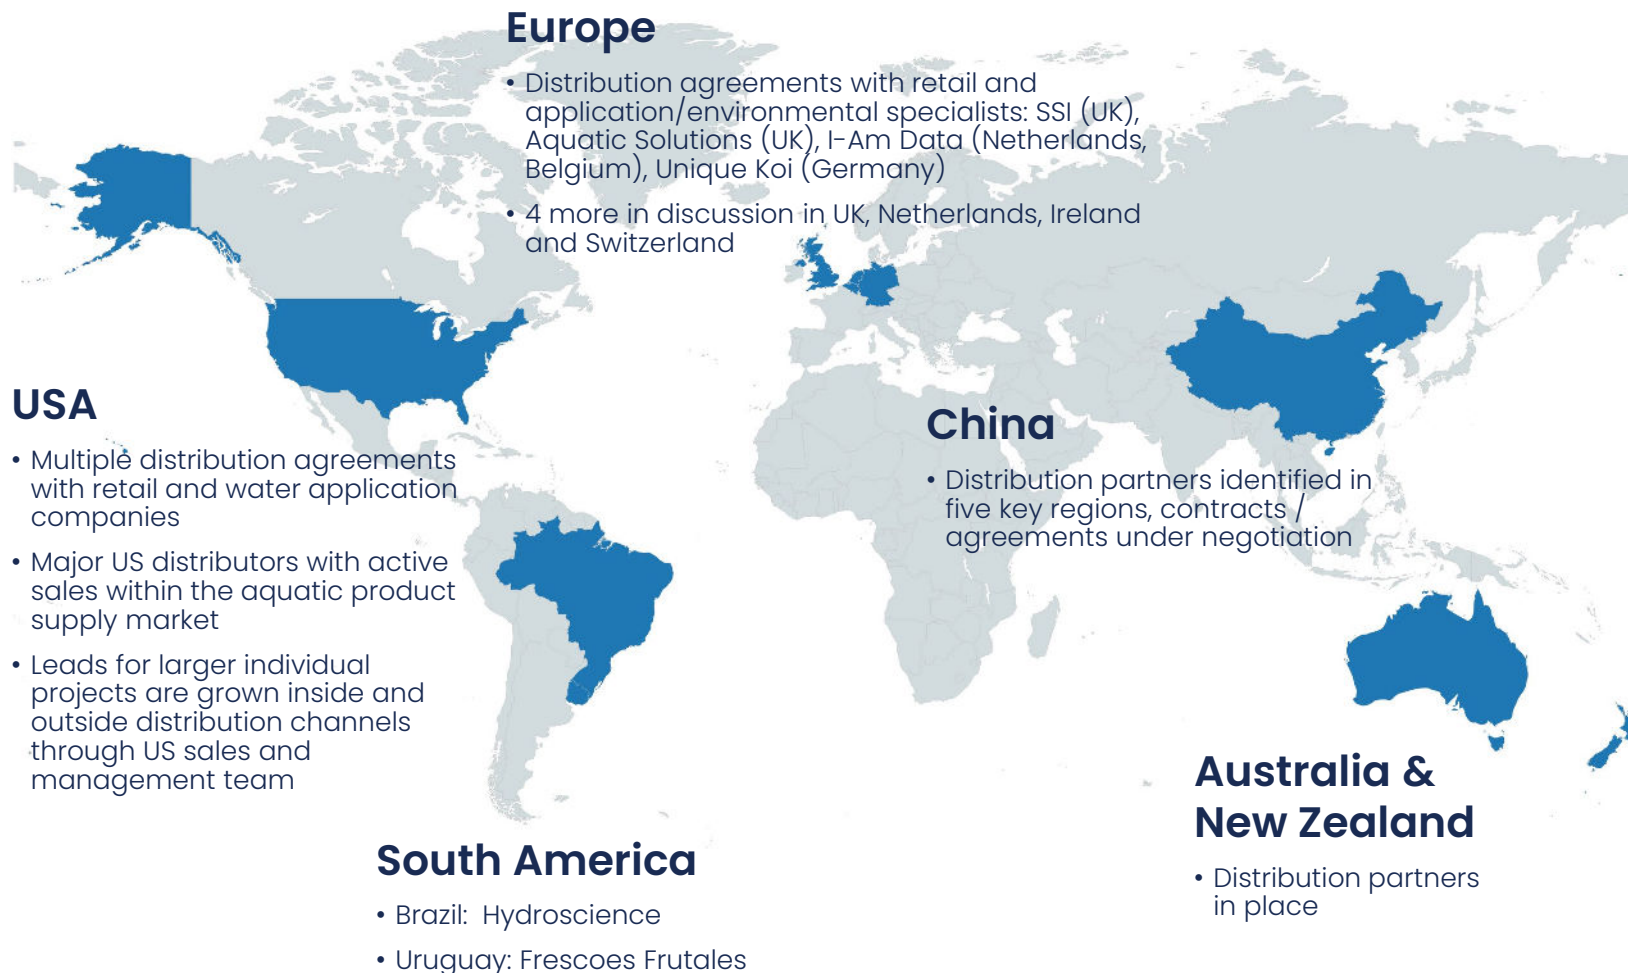 Europe
• Distribution agreements with retail and
application/environmental specialists: SSI (UK),
Aquatic Solutions (UK), I-Am Data (Netherlands,
Belgium), Unique Koi (Germany)
• 4 more in discussion in UK, Netherlands, Ireland
and Switzerland
USA
• Multiple distribution agreements
with retail and water application
companies
• Major US distributors with active
sales within the aquatic product
supply market
• Leads for larger individual
projects are grown inside and
outside distribution channels
through US sales and
management team
China
• Distribution partners identified in
five key regions, contracts /
agreements under negotiation
South America
• Brazil: Hydroscience
• Uruguay: Frescoes Frutales
Australia &
New Zealand
• Distribution partners
in place